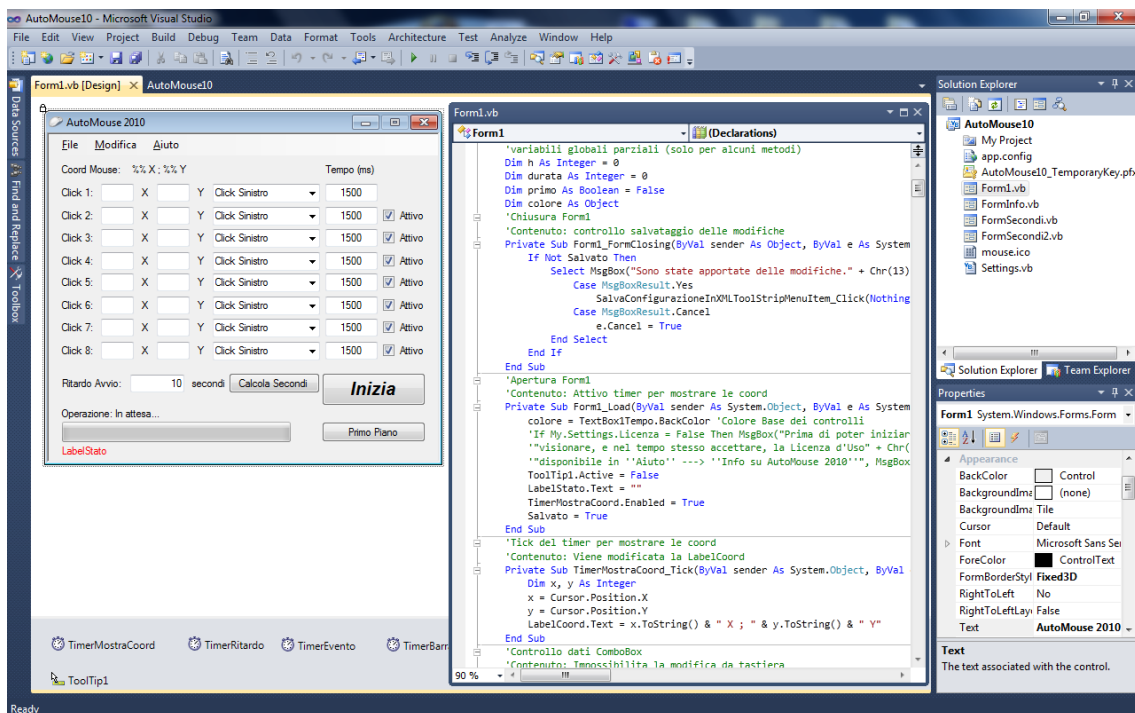 AutoMouse10 - Microsoft Visual Studio
File Edit View Project Build Debug Team Data Format Tools Architecture Test Analyze Window Help
Form1.vb [Design] AutoMouse10
Data Sources
Find and Replace
Toolbox
AutoMouse 2010
File Modifica Aiuto
Coord Mouse: %% X ; %% Y Tempo (ms)
Click 1: X Y Click Sinistro 1500
Click 2: X Y Click Sinistro 1500 Attivo
Click 3: X Y Click Sinistro 1500 Attivo
Click 4: X Y Click Sinistro 1500 Attivo
Click 5: X Y Click Sinistro 1500 Attivo
Click 6: X Y Click Sinistro 1500 Attivo
Click 7: X Y Click Sinistro 1500 Attivo
Click 8: X Y Click Sinistro 1500 Attivo
Ritardo Avvio: 10 secondi Calcola Secondi Inizia
Operazione: In attesa...
Primo Piano
LabelStato
TimerMostraCoord TimerRitardo TimerEvento TimerBarr
ToolTip1
Form1.vb
Form1 (Declarations)
'variabili globali parziali (solo per alcuni metodi)
Dim h As Integer = 0
Dim durata As Integer = 0
Dim primo As Boolean = False
Dim colore As Object
'Chiusura Form1
'Contenuto: controllo salvataggio delle modifiche
Private Sub Form1_FormClosing(ByVal sender As Object, ByVal e As System
If Not Salvato Then
Select MsgBox("Sono state apportate delle modifiche." + Chr(13)
Case MsgBoxResult.Yes
SalvaConfigurazioneInXMLToolStripMenuItem_Click(Nothing
Case MsgBoxResult.Cancel
e.Cancel = True
End Select
End If
End Sub
'Apertura Form1
'Contenuto: Attivo timer per mostrare le coord
Private Sub Form1_Load(ByVal sender As System.Object, ByVal e As System
colore = TextBox1Tempo.BackColor 'Colore Base dei controlli
'If My.Settings.Licenza = False Then MsgBox("Prima di poter iniziar
'"visionare, e nel tempo stesso accettare, la Licenza d'Uso" + Chr(
'"disponibile in ''Aiuto'' ---> ''Info su AutoMouse 2010''", MsgBox
ToolTip1.Active = False
LabelStato.Text = ""
TimerMostraCoord.Enabled = True
Salvato = True
End Sub
'Tick del timer per mostrare le coord
'Contenuto: Viene modificata la LabelCoord
Private Sub TimerMostraCoord_Tick(ByVal sender As System.Object, ByVal
Dim x, y As Integer
x = Cursor.Position.X
y = Cursor.Position.Y
LabelCoord.Text = x.ToString() & " X ; " & y.ToString() & " Y"
End Sub
'Controllo dati ComboBox
'Contenuto: Impossibilita la modifica da tastiera
90 %
Solution Explorer
AutoMouse10
My Project
app.config
AutoMouse10_TemporaryKey.pfx
Form1.vb
FormInfo.vb
FormSecondi.vb
FormSecondi2.vb
mouse.ico
Settings.vb
Solution Explorer Team Explorer
Properties
Form1 System.Windows.Forms.Form
Appearance
BackColor Control
BackgroundIma (none)
BackgroundIma Tile
Cursor Default
Font Microsoft Sans Ser
ForeColor ControlText
FormBorderStyl Fixed3D
RightToLeft No
RightToLeftLay False
Text AutoMouse 2010 -
Text
The text associated with the control.
Ready